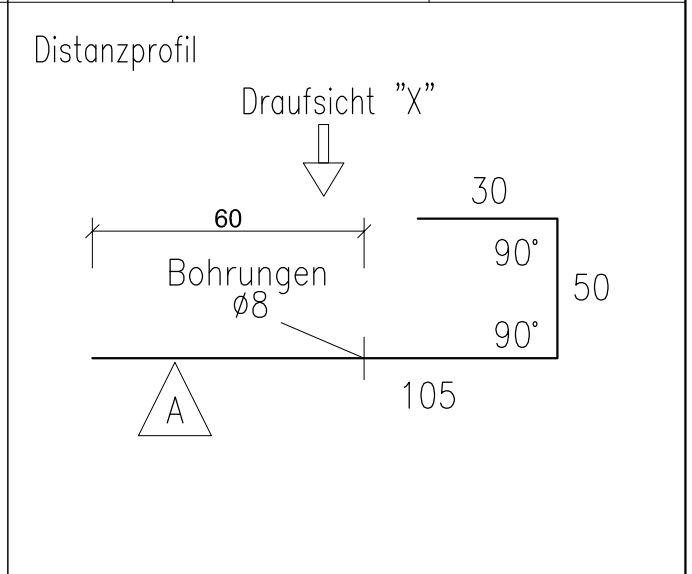 Distanzprofil
Draufsicht "X"
30
60
90°
Bohrungen
ø8
50
90°
105
A